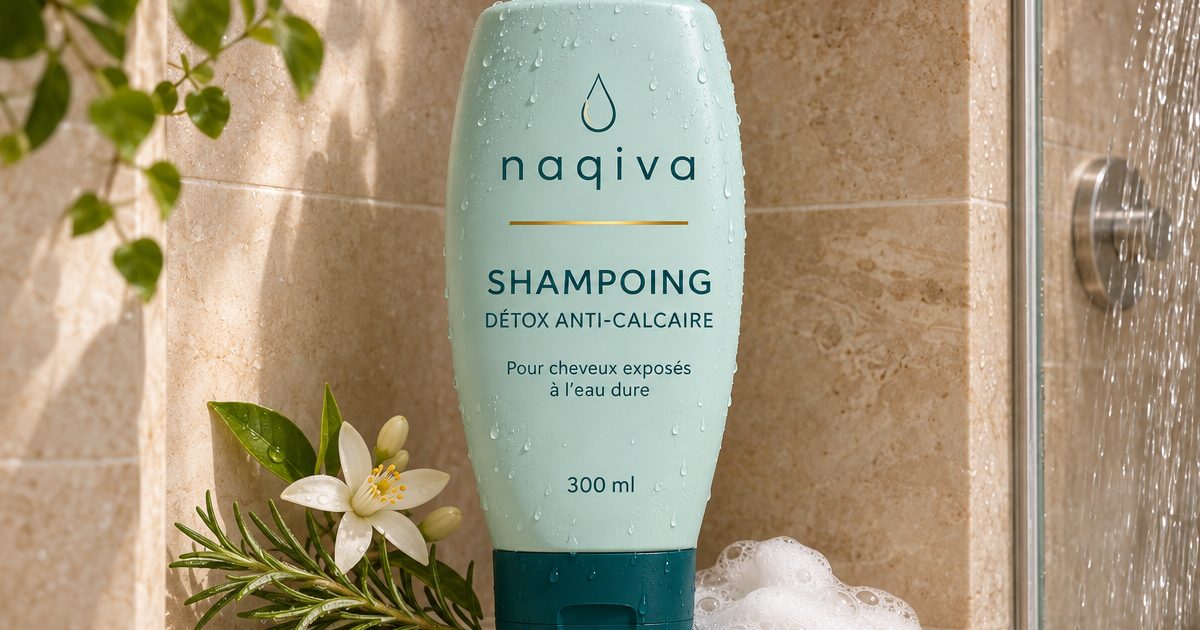 naqiva
SHAMPOING
DÉTOX ANTI-CALCAIRE
Pour cheveux exposés
à l'eau dure
300 ml